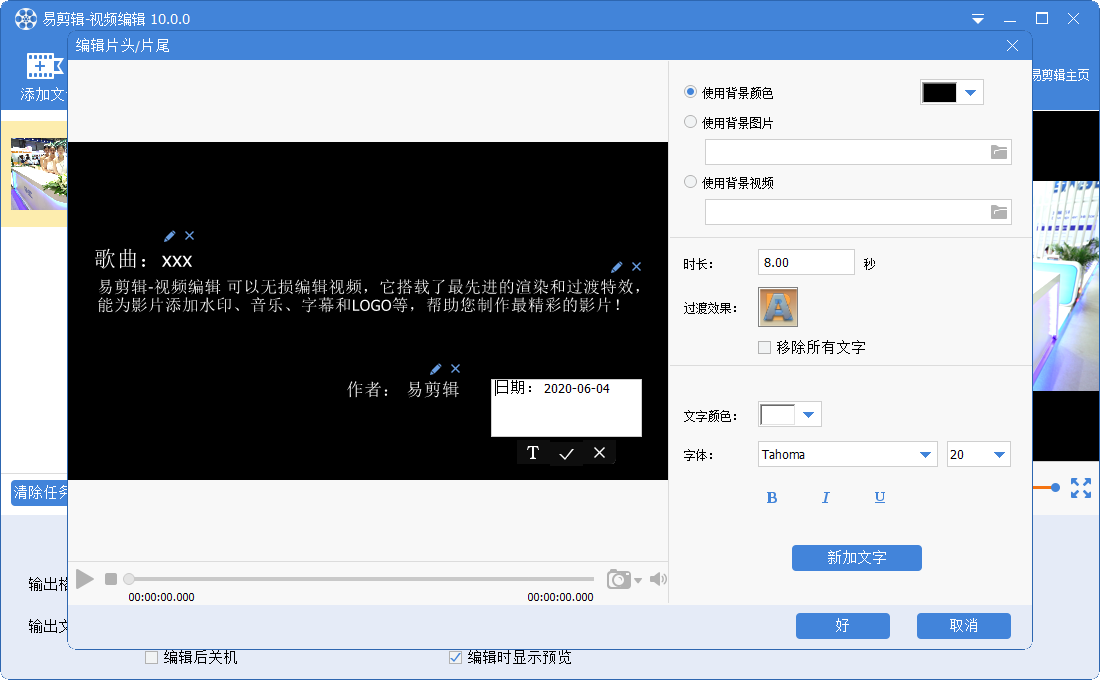 易剪辑-视频编辑 10.0.0
编辑片头/片尾
添加文
易剪辑主页
使用背景颜色
使用背景图片
使用背景视频
歌曲：xxx
易剪辑-视频编辑 可以无损编辑视频，它搭载了最先进的渲染和过渡特效，
能为影片添加水印、音乐、字幕和LOGO等，帮助您制作最精彩的影片！
作者： 易剪辑
日期： 2020-06-04
T
时长：
8.00
秒
过渡效果：
A
移除所有文字
文字颜色：
字体：
Tahoma
20
B
I
U
新加文字
清除任务
00:00:00.000
00:00:00.000
好
取消
输出格
输出文
编辑后关机
编辑时显示预览